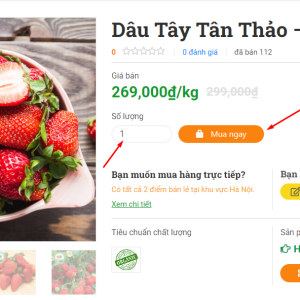 Dâu Tây Tân Thảo -
0 0 đánh giá đã bán 112
Giá bán
269,000₫/kg 299,000₫
Số lượng
1 Mua ngay
Bạn muốn mua hàng trực tiếp? Bạn
Có tất cả 2 điểm bán lẻ tại khu vực Hà Nội.
Xem chi tiết
Tiêu chuẩn chất lượng Sản p
ORGANIC H